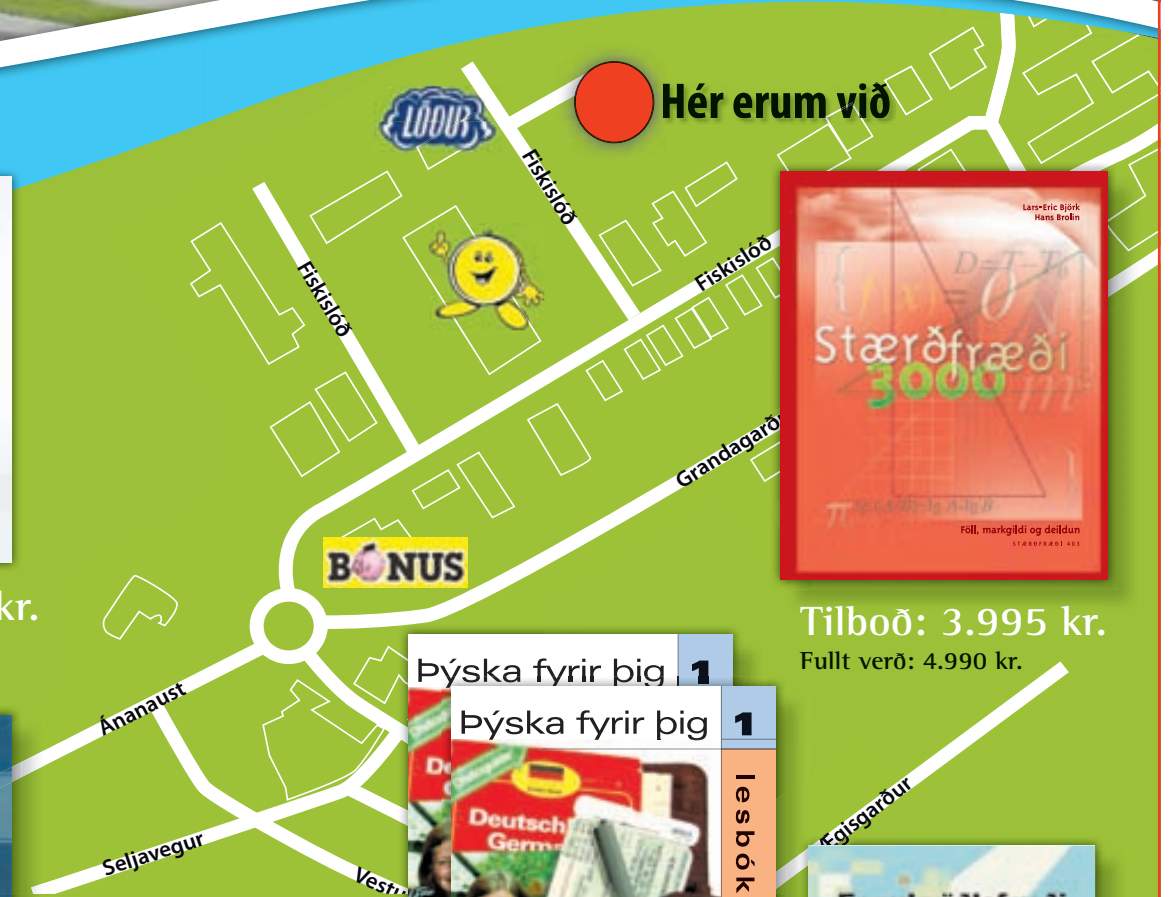 Hér erum við
LÖÐUR
Fiskislóð
Fiskislóð
Fiskislóð
Lars-Eric Björk
Hans Brolin
D=T-T₀
Stærðfræði
3000
Grandagarð
π
Föll, markgildi og deildun
STÆRÐFRÆÐI 403
BÓNUS
kr.
Tilboð: 3.995 kr.
Fullt verð: 4.990 kr.
Þýska fyrir þig 1
Þýska fyrir þig 1
lesbók
Deutsch
Germ
Ánanaust
Seljavegur
Vestu
Ægisgarður